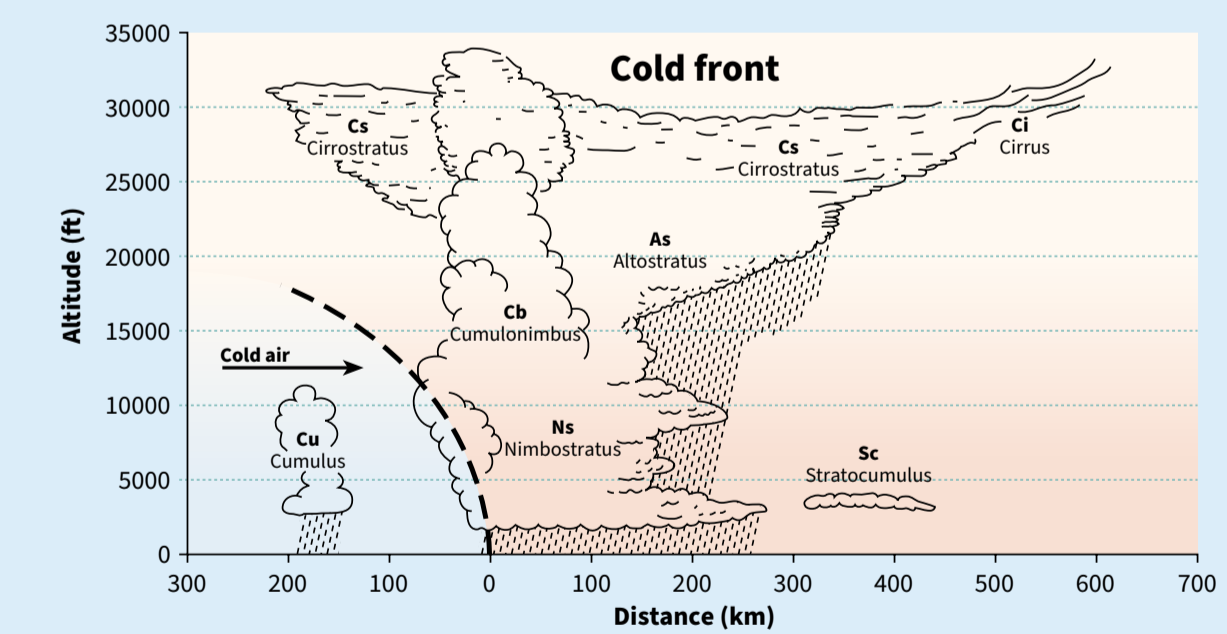 Cold front
35000
30000
25000
20000
15000
10000
5000
0
Altitude (ft)
Cs
Cirrostratus
Cs
Cirrostratus
Ci
Cirrus
As
Altostratus
Cb
Cumulonimbus
Cold air
Cu
Cumulus
Ns
Nimbostratus
Sc
Stratocumulus
300 200 100 0 100 200 300 400 500 600 700
Distance (km)